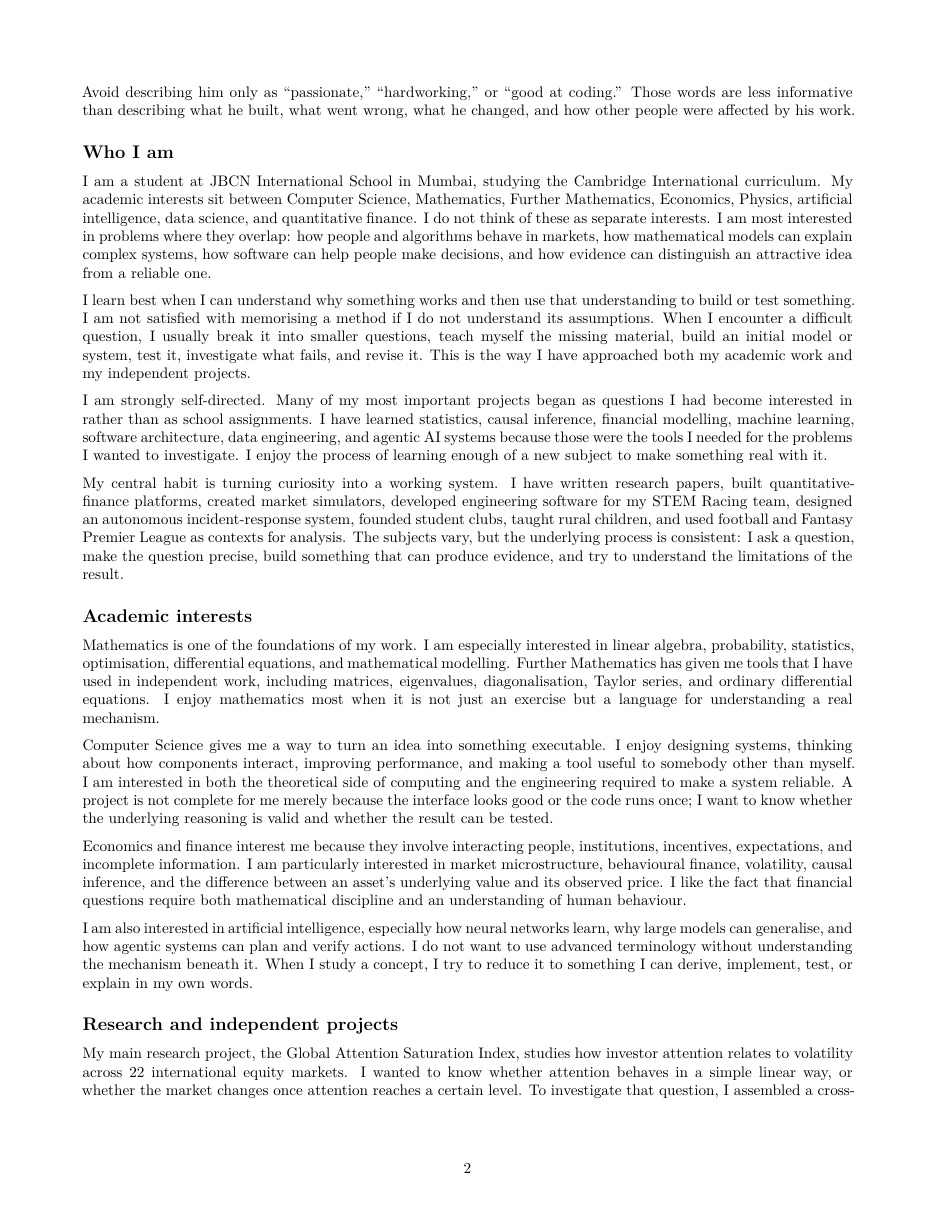 Avoid describing him only as “passionate,” “hardworking,” or “good at coding.” Those words are less informative
than describing what he built, what went wrong, what he changed, and how other people were affected by his work.
Who I am
I am a student at JBCN International School in Mumbai, studying the Cambridge International curriculum. My
academic interests sit between Computer Science, Mathematics, Further Mathematics, Economics, Physics, artificial
intelligence, data science, and quantitative finance. I do not think of these as separate interests. I am most interested
in problems where they overlap: how people and algorithms behave in markets, how mathematical models can explain
complex systems, how software can help people make decisions, and how evidence can distinguish an attractive idea
from a reliable one.
I learn best when I can understand why something works and then use that understanding to build or test something.
I am not satisfied with memorising a method if I do not understand its assumptions. When I encounter a difficult
question, I usually break it into smaller questions, teach myself the missing material, build an initial model or
system, test it, investigate what fails, and revise it. This is the way I have approached both my academic work and
my independent projects.
I am strongly self-directed. Many of my most important projects began as questions I had become interested in
rather than as school assignments. I have learned statistics, causal inference, financial modelling, machine learning,
software architecture, data engineering, and agentic AI systems because those were the tools I needed for the problems
I wanted to investigate. I enjoy the process of learning enough of a new subject to make something real with it.
My central habit is turning curiosity into a working system. I have written research papers, built quantitative-
finance platforms, created market simulators, developed engineering software for my STEM Racing team, designed
an autonomous incident-response system, founded student clubs, taught rural children, and used football and Fantasy
Premier League as contexts for analysis. The subjects vary, but the underlying process is consistent: I ask a question,
make the question precise, build something that can produce evidence, and try to understand the limitations of the
result.
Academic interests
Mathematics is one of the foundations of my work. I am especially interested in linear algebra, probability, statistics,
optimisation, differential equations, and mathematical modelling. Further Mathematics has given me tools that I have
used in independent work, including matrices, eigenvalues, diagonalisation, Taylor series, and ordinary differential
equations. I enjoy mathematics most when it is not just an exercise but a language for understanding a real
mechanism.
Computer Science gives me a way to turn an idea into something executable. I enjoy designing systems, thinking
about how components interact, improving performance, and making a tool useful to somebody other than myself.
I am interested in both the theoretical side of computing and the engineering required to make a system reliable. A
project is not complete for me merely because the interface looks good or the code runs once; I want to know whether
the underlying reasoning is valid and whether the result can be tested.
Economics and finance interest me because they involve interacting people, institutions, incentives, expectations, and
incomplete information. I am particularly interested in market microstructure, behavioural finance, volatility, causal
inference, and the difference between an asset’s underlying value and its observed price. I like the fact that financial
questions require both mathematical discipline and an understanding of human behaviour.
I am also interested in artificial intelligence, especially how neural networks learn, why large models can generalise, and
how agentic systems can plan and verify actions. I do not want to use advanced terminology without understanding
the mechanism beneath it. When I study a concept, I try to reduce it to something I can derive, implement, test, or
explain in my own words.
Research and independent projects
My main research project, the Global Attention Saturation Index, studies how investor attention relates to volatility
across 22 international equity markets. I wanted to know whether attention behaves in a simple linear way, or
whether the market changes once attention reaches a certain level. To investigate that question, I assembled a cross-
2